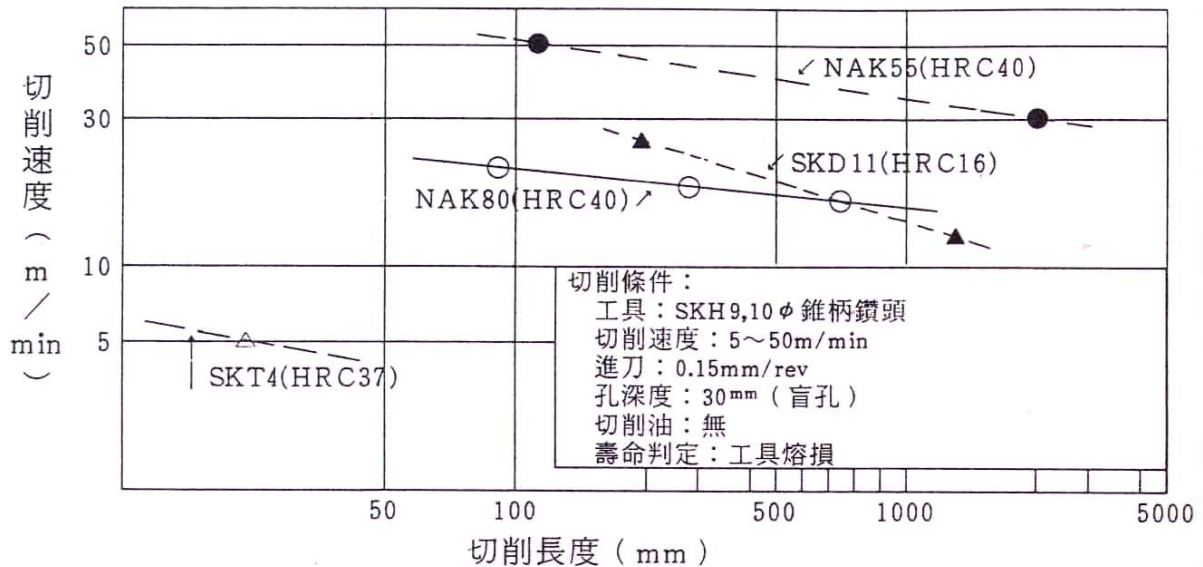 切削速度（m／min）
50
30
10
5
NAK55(HRC40)
SKD11(HRC16)
NAK80(HRC40)
SKT4(HRC37)
切削條件：
工具：SKH9,10φ錐柄鑽頭
切削速度：5～50m/min
進刀：0.15mm/rev
孔深度：30mm（盲孔）
切削油：無
壽命判定：工具熔損
50 100 500 1000 5000
切削長度（mm）